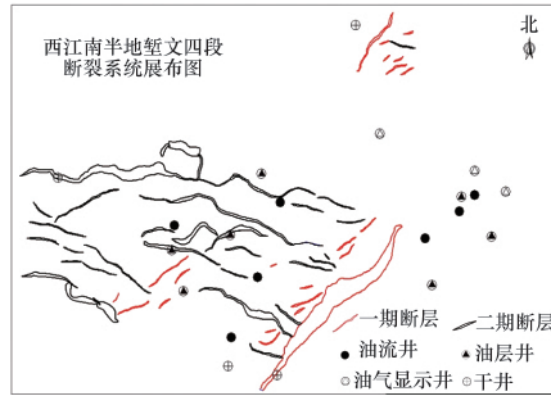 西江南半地堑文四段
断裂系统展布图
北
一期断层 二期断层
油流井 油层井
油气显示井 干井